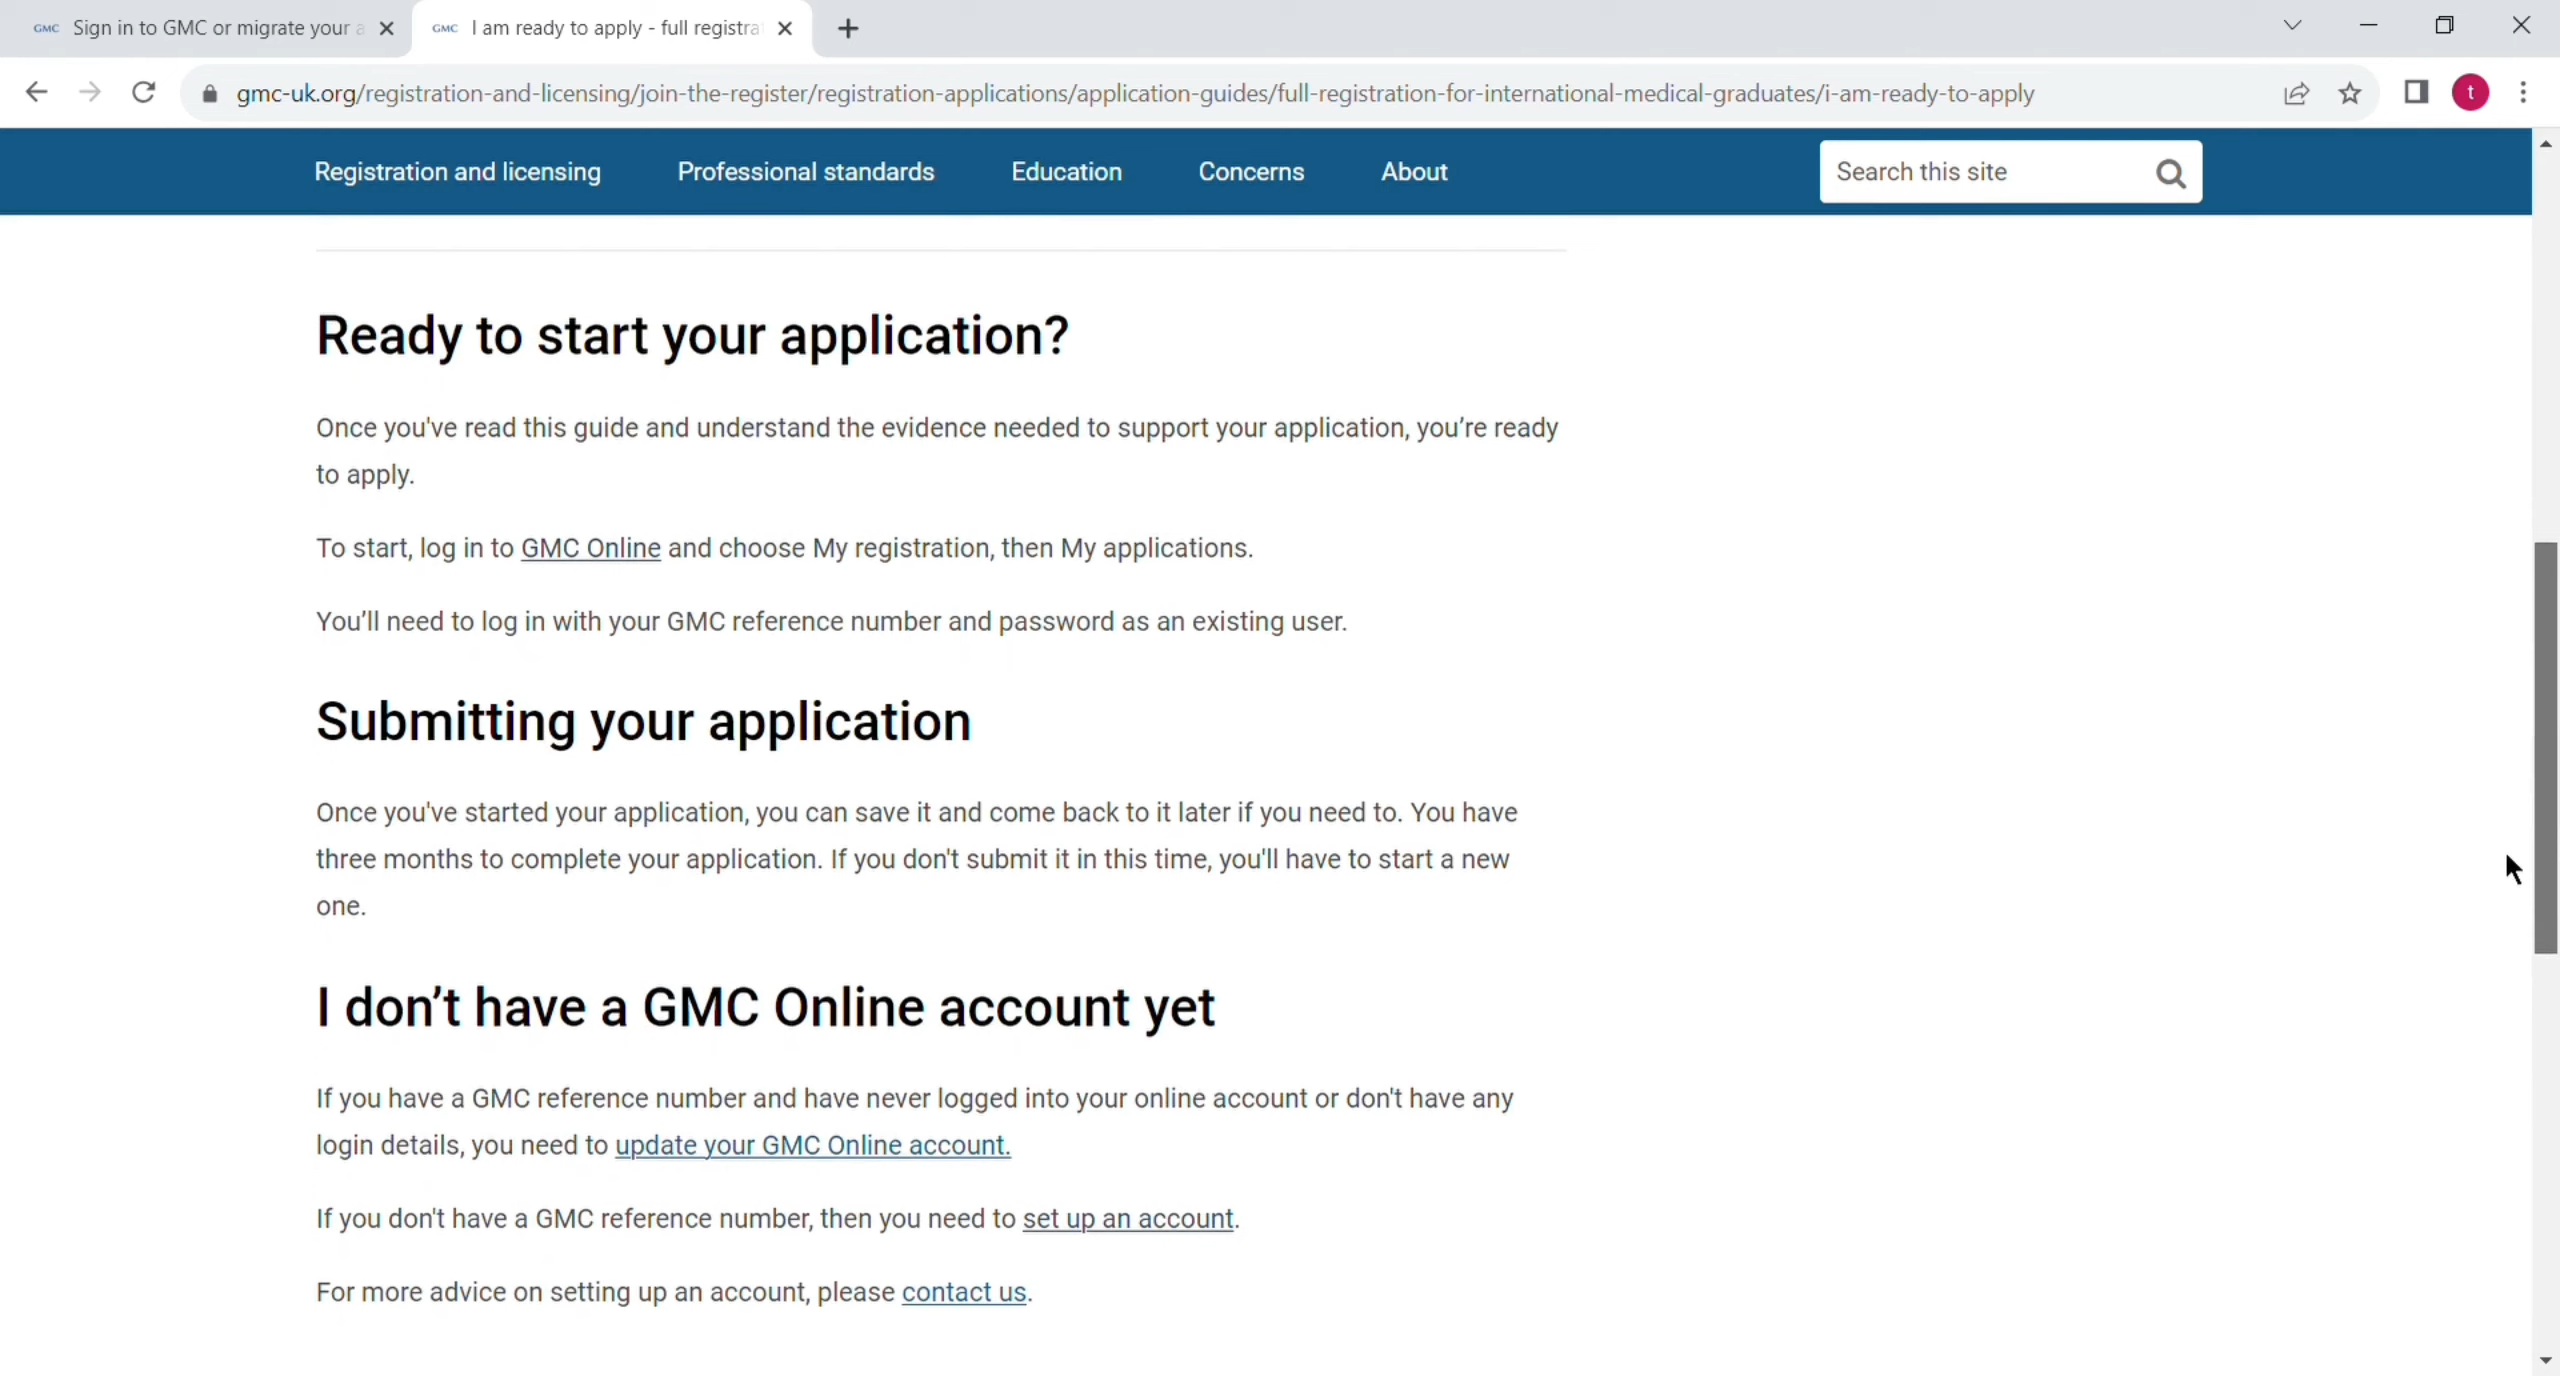 GMC Sign in to GMC or migrate your a
GMC I am ready to apply - full registra
gmc-uk.org/registration-and-licensing/join-the-register/registration-applications/application-guides/full-registration-for-international-medical-graduates/i-am-ready-to-apply
t
Registration and licensing Professional standards Education Concerns About Search this site
Ready to start your application?
Once you've read this guide and understand the evidence needed to support your application, you’re ready
to apply.
To start, log in to GMC Online and choose My registration, then My applications.
You’ll need to log in with your GMC reference number and password as an existing user.
Submitting your application
Once you've started your application, you can save it and come back to it later if you need to. You have
three months to complete your application. If you don't submit it in this time, you'll have to start a new
one.
I don’t have a GMC Online account yet
If you have a GMC reference number and have never logged into your online account or don't have any
login details, you need to update your GMC Online account.
If you don't have a GMC reference number, then you need to set up an account.
For more advice on setting up an account, please contact us.